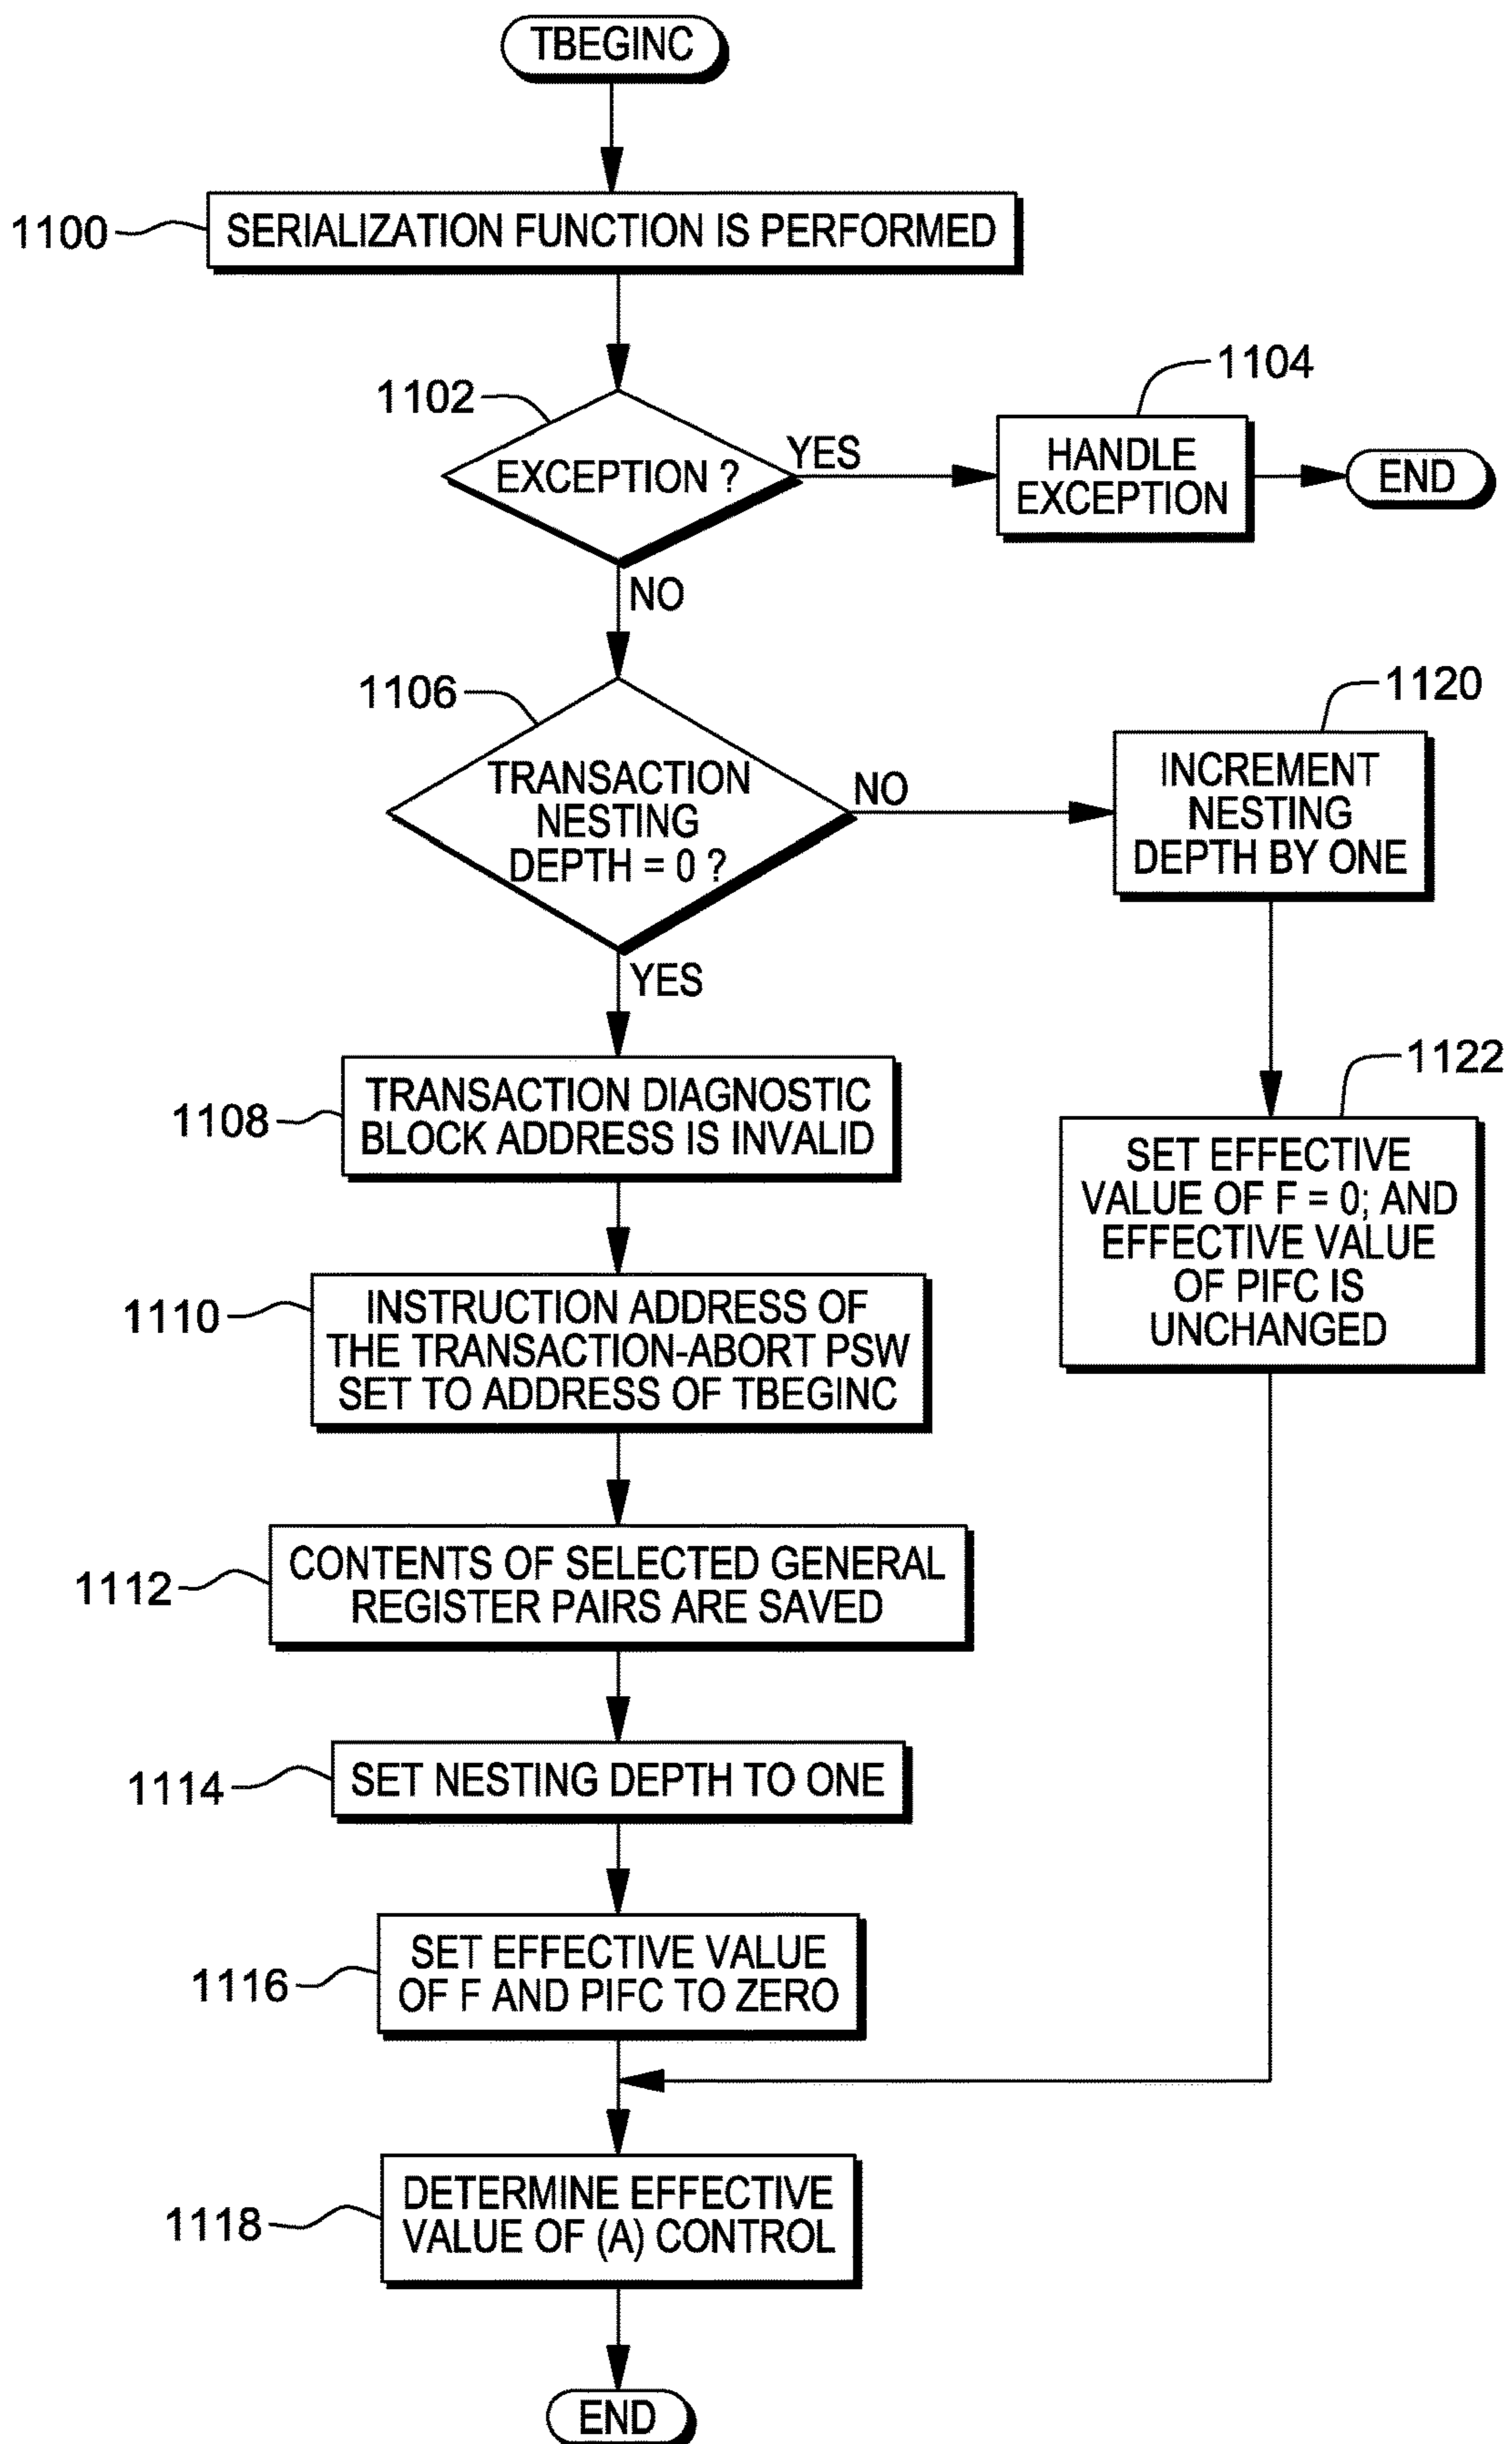 TBEGINC
1100
SERIALIZATION FUNCTION IS PERFORMED
1102
EXCEPTION ?
YES
1104
HANDLE
EXCEPTION
END
NO
1106
TRANSACTION
NESTING
DEPTH = 0 ?
NO
1120
INCREMENT
NESTING
DEPTH BY ONE
YES
1122
SET EFFECTIVE
VALUE OF F = 0; AND
EFFECTIVE VALUE
OF PIFC IS
UNCHANGED
1108
TRANSACTION DIAGNOSTIC
BLOCK ADDRESS IS INVALID
1110
INSTRUCTION ADDRESS OF
THE TRANSACTION-ABORT PSW
SET TO ADDRESS OF TBEGINC
1112
CONTENTS OF SELECTED GENERAL
REGISTER PAIRS ARE SAVED
1114
SET NESTING DEPTH TO ONE
1116
SET EFFECTIVE VALUE
OF F AND PIFC TO ZERO
1118
DETERMINE EFFECTIVE
VALUE OF (A) CONTROL
END